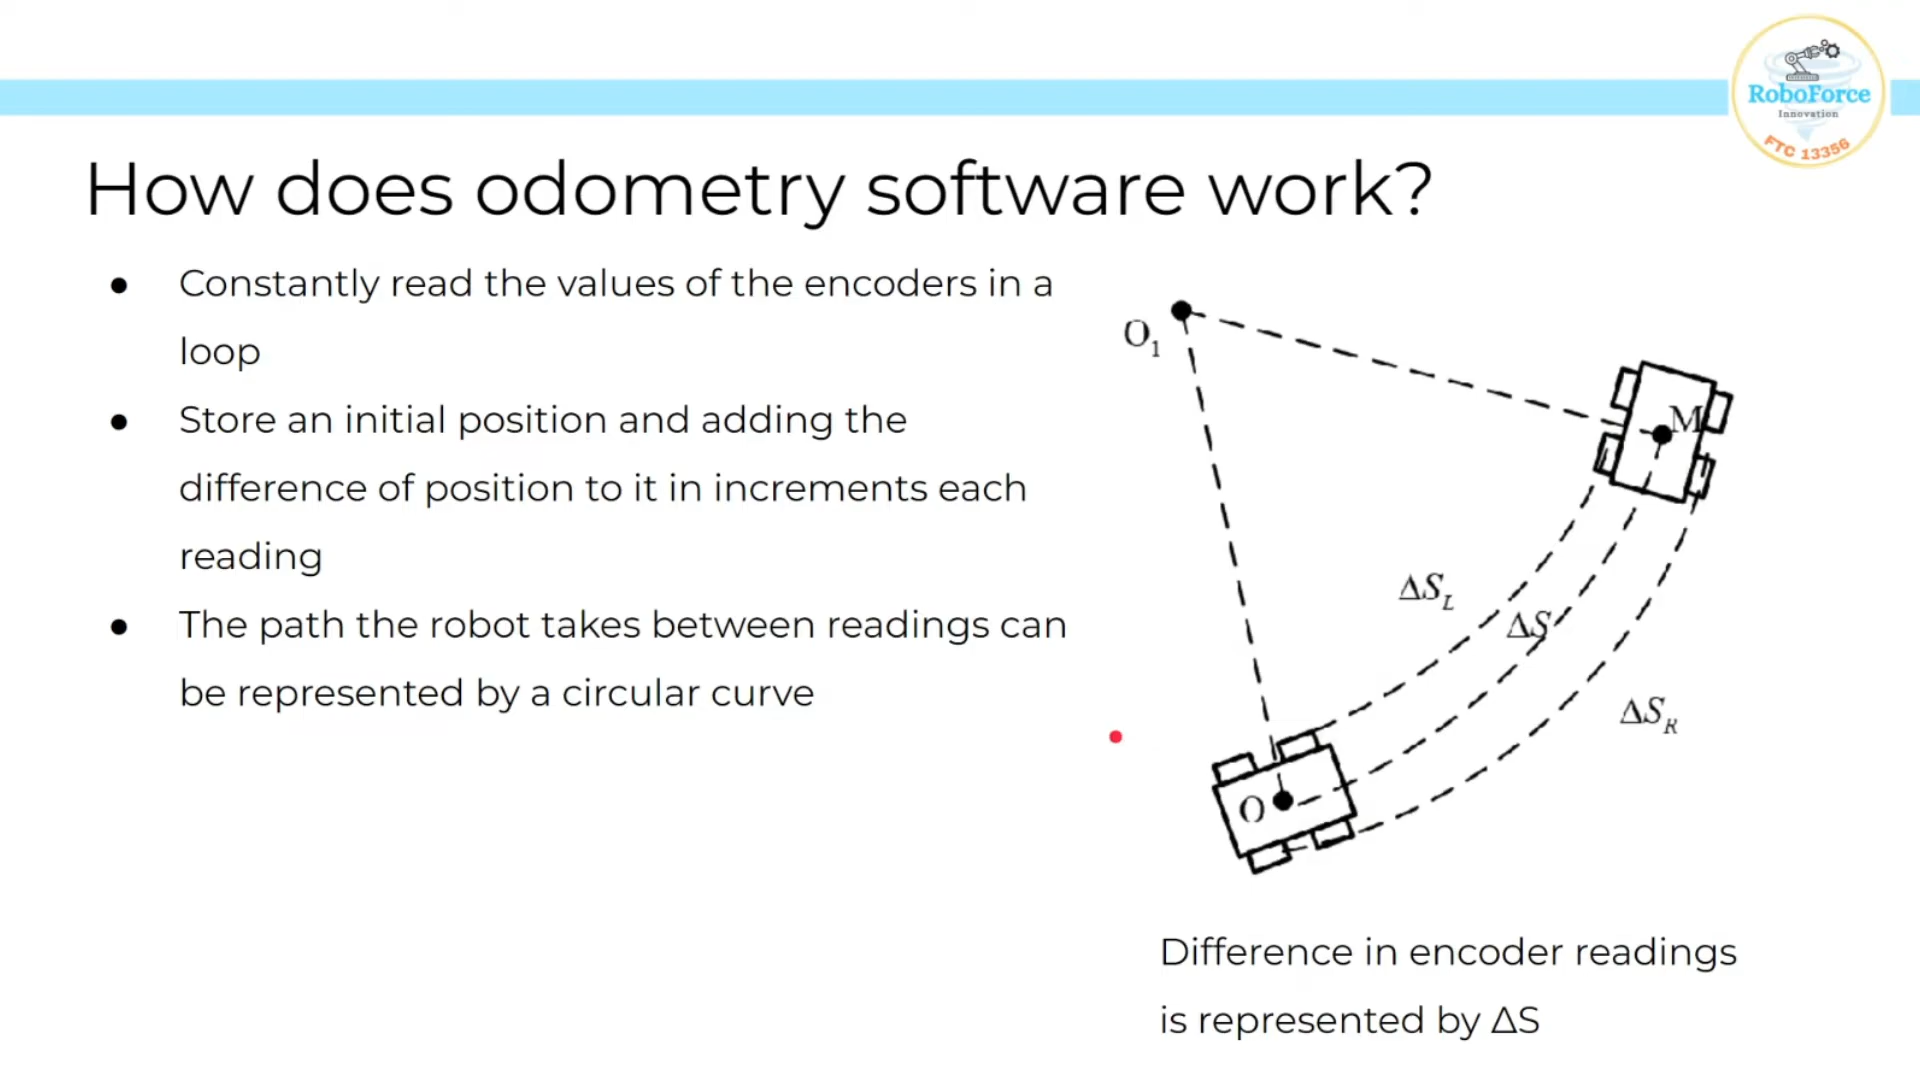 RoboForce
Innovation
FTC 13356
How does odometry software work?
● Constantly read the values of the encoders in a
loop
● Store an initial position and adding the
difference of position to it in increments each
reading
● The path the robot takes between readings can
be represented by a circular curve
O₁
M
ΔS_L
ΔS
ΔS_R
O
Difference in encoder readings
is represented by ΔS